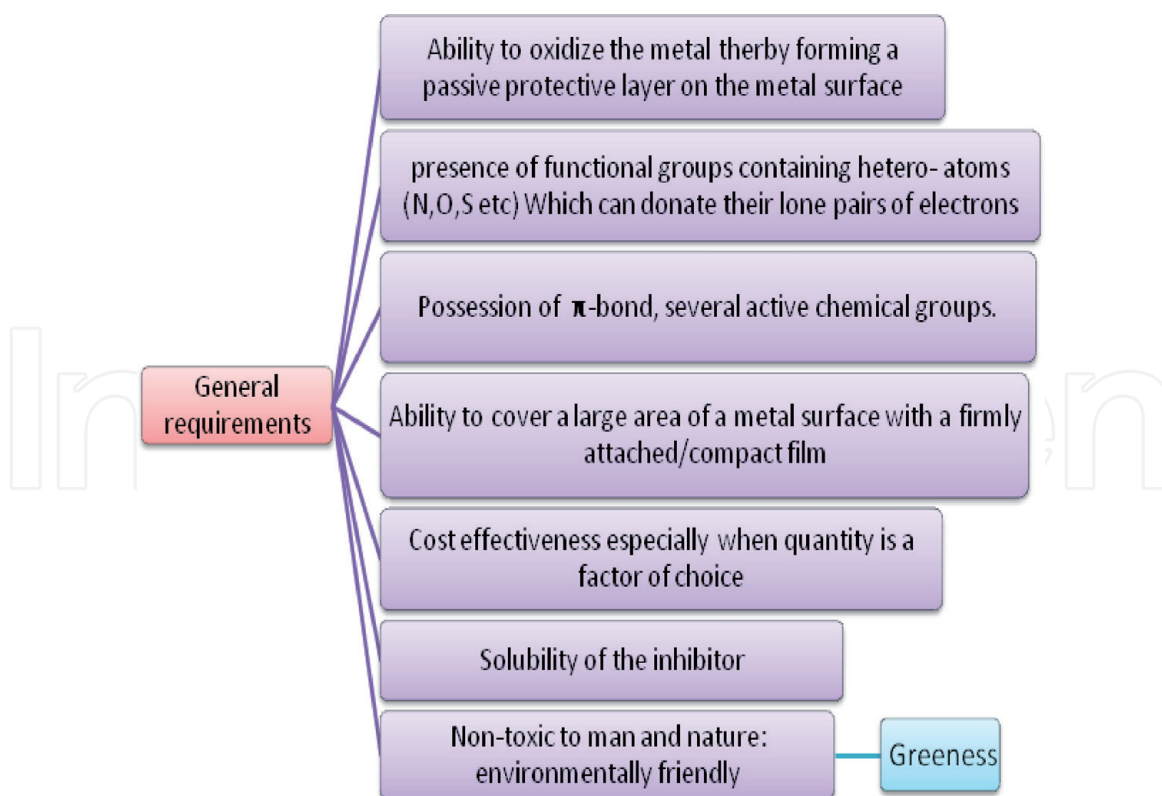 Ability to oxidize the metal therby forming a
passive protective layer on the metal surface
presence of functional groups containing hetero- atoms
(N,O,S etc) Which can donate their lone pairs of electrons
Possession of π-bond, several active chemical groups.
General
requirements
Ability to cover a large area of a metal surface with a firmly
attached/compact film
Cost effectiveness especially when quantity is a
factor of choice
Solubility of the inhibitor
Non-toxic to man and nature:
environmentally friendly
Greeness